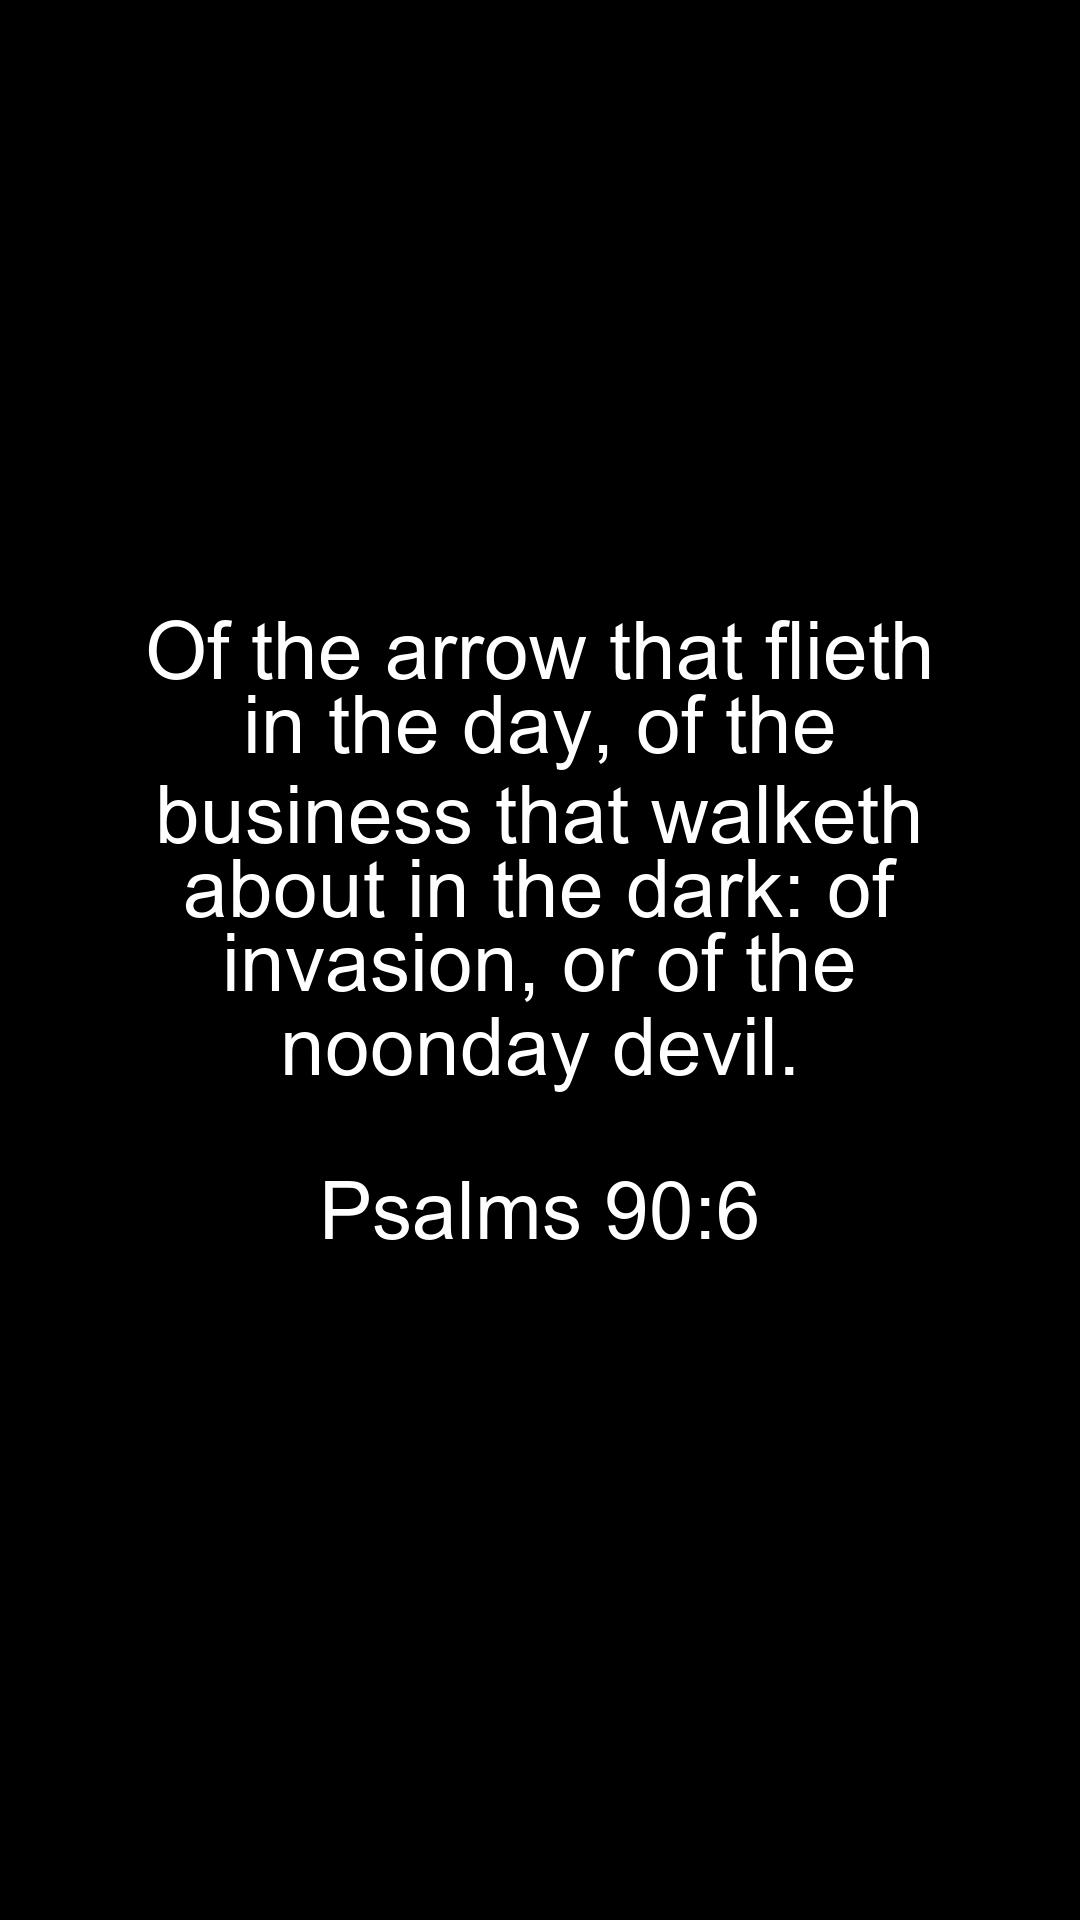 Of the arrow that flieth
in the day, of the
business that walketh
about in the dark: of
invasion, or of the
noonday devil.
Psalms 90:6